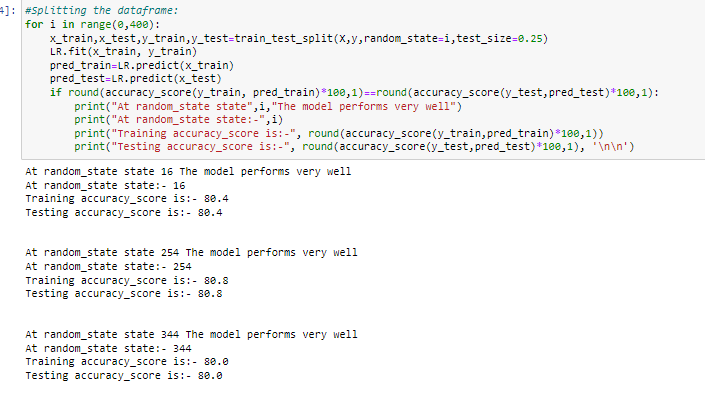 4]: #Splitting the dataframe:
for i in range(0,400):
    x_train,x_test,y_train,y_test=train_test_split(X,y,random_state=i,test_size=0.25)
    LR.fit(x_train, y_train)
    pred_train=LR.predict(x_train)
    pred_test=LR.predict(x_test)
    if round(accuracy_score(y_train, pred_train)*100,1)==round(accuracy_score(y_test,pred_test)*100,1):
        print("At random_state state",i,"The model performs very well")
        print("At random_state state:-",i)
        print("Training accuracy_score is:-", round(accuracy_score(y_train,pred_train)*100,1))
        print("Testing accuracy_score is:-", round(accuracy_score(y_test,pred_test)*100,1), '\n\n')
At random_state state 16 The model performs very well
At random_state state:- 16
Training accuracy_score is:- 80.4
Testing accuracy_score is:- 80.4
At random_state state 254 The model performs very well
At random_state state:- 254
Training accuracy_score is:- 80.8
Testing accuracy_score is:- 80.8
At random_state state 344 The model performs very well
At random_state state:- 344
Training accuracy_score is:- 80.0
Testing accuracy_score is:- 80.0